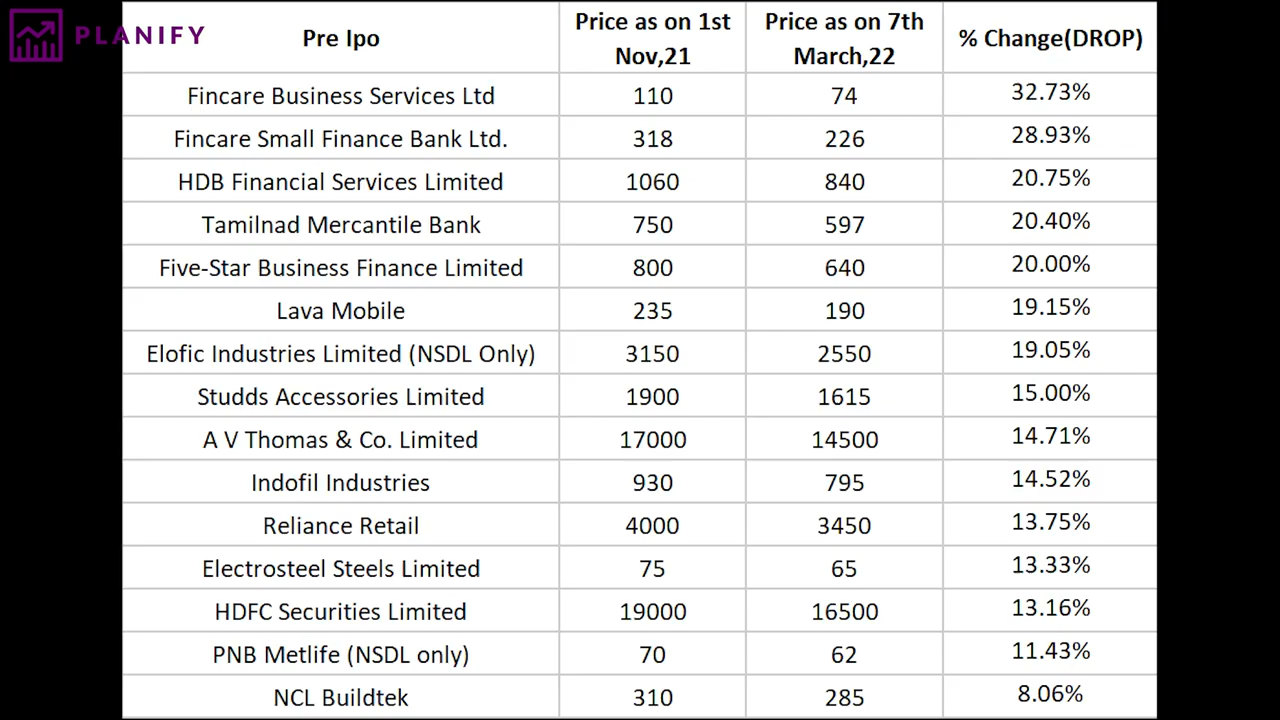 PLANIFY
Pre Ipo Price as on 1st Nov,21 Price as on 7th March,22 % Change(DROP)
Fincare Business Services Ltd 110 74 32.73%
Fincare Small Finance Bank Ltd. 318 226 28.93%
HDB Financial Services Limited 1060 840 20.75%
Tamilnad Mercantile Bank 750 597 20.40%
Five-Star Business Finance Limited 800 640 20.00%
Lava Mobile 235 190 19.15%
Elofic Industries Limited (NSDL Only) 3150 2550 19.05%
Studds Accessories Limited 1900 1615 15.00%
A V Thomas & Co. Limited 17000 14500 14.71%
Indofil Industries 930 795 14.52%
Reliance Retail 4000 3450 13.75%
Electrosteel Steels Limited 75 65 13.33%
HDFC Securities Limited 19000 16500 13.16%
PNB Metlife (NSDL only) 70 62 11.43%
NCL Buildtek 310 285 8.06%